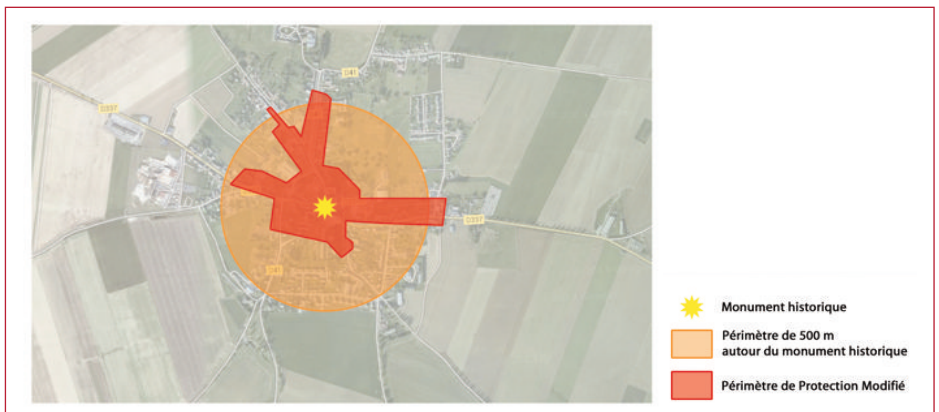 D41
D337
D337
D41
Monument historique
Périmètre de 500 m
autour du monument historique
Périmètre de Protection Modifié